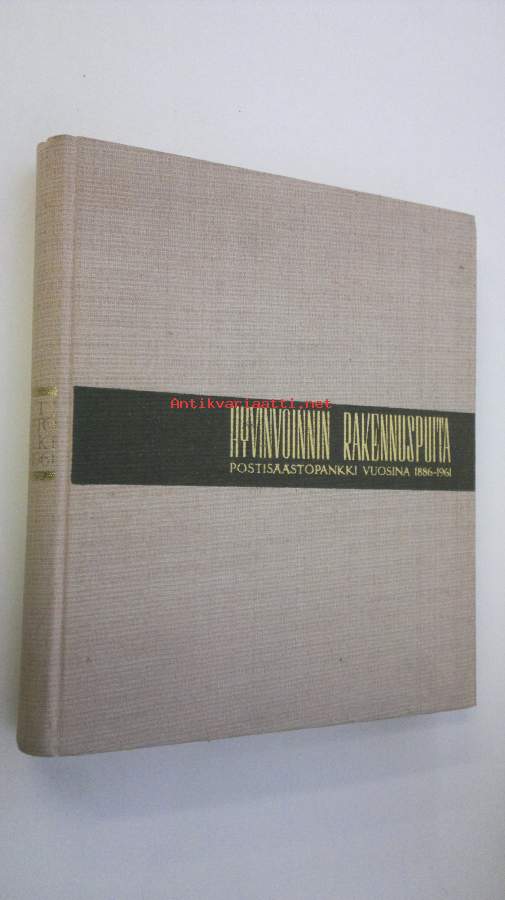 Antikvariaatti.net
HYVINVOINNIN RAKENNUSPUITA
POSTISÄÄSTÖPANKKI VUOSINA 1886-1961